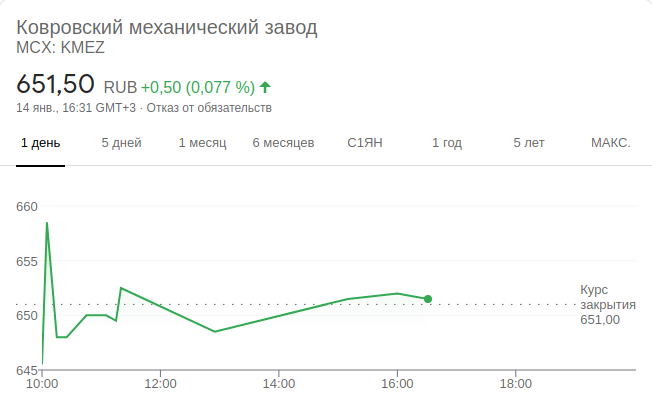 Ковровский механический завод
MCX: KMEZ
651,50 RUB +0,50 (0,077 %)
14 янв., 16:31 GMT+3 · Отказ от обязательств
1 день 5 дней 1 месяц 6 месяцев С1ЯН 1 год 5 лет МАКС.
660
655
650
645
Курс
закрытия
651,00
10:00 12:00 14:00 16:00 18:00